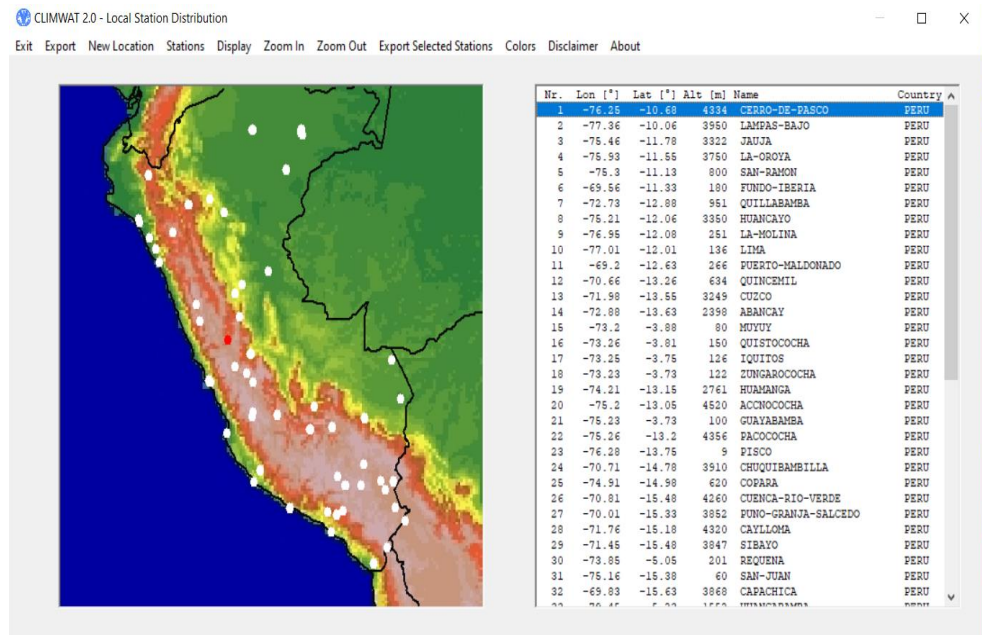 CLIMWAT 2.0 - Local Station Distribution
Exit Export New Location Stations Display Zoom In Zoom Out Export Selected Stations Colors Disclaimer About
Nr. Lon [°] Lat [°] Alt [m] Name Country
1 -76.25 -10.68 4334 CERRO-DE-PASCO PERU
2 -77.36 -10.06 3950 LAMPAS-BAJO PERU
3 -75.46 -11.78 3322 JAUJA PERU
4 -75.93 -11.55 3750 LA-OROYA PERU
5 -75.3 -11.13 800 SAN-RAMON PERU
6 -69.56 -11.33 180 FUNDO-IBERIA PERU
7 -72.73 -12.88 951 QUILLABAMBA PERU
8 -75.21 -12.06 3350 HUANCAYO PERU
9 -76.95 -12.08 251 LA-MOLINA PERU
10 -77.01 -12.01 136 LIMA PERU
11 -69.2 -12.63 266 PUERTO-MALDONADO PERU
12 -70.66 -13.26 634 QUINCEMIL PERU
13 -71.98 -13.55 3249 CUZCO PERU
14 -72.88 -13.63 2398 ABANCAY PERU
15 -73.2 -3.88 80 MUYUY PERU
16 -73.26 -3.81 150 QUISTOCOCHA PERU
17 -73.25 -3.75 126 IQUITOS PERU
18 -73.23 -3.73 122 ZUNGAROCOCHA PERU
19 -74.21 -13.15 2761 HUAMANGA PERU
20 -75.2 -13.05 4520 ACCNOCOCHA PERU
21 -75.23 -3.73 100 GUAYABAMBA PERU
22 -75.26 -13.2 4356 PACOCOCHA PERU
23 -76.28 -13.75 9 PISCO PERU
24 -70.71 -14.78 3910 CHUQUIBAMBILLA PERU
25 -74.91 -14.98 620 COPARA PERU
26 -70.81 -15.48 4260 CUENCA-RIO-VERDE PERU
27 -70.01 -15.33 3852 PUNO-GRANJA-SALCEDO PERU
28 -71.76 -15.18 4320 CAYLLOMA PERU
29 -71.45 -15.48 3847 SIBAYO PERU
30 -73.85 -5.05 201 REQUENA PERU
31 -75.16 -15.38 60 SAN-JUAN PERU
32 -69.83 -15.63 3868 CAPACHICA PERU